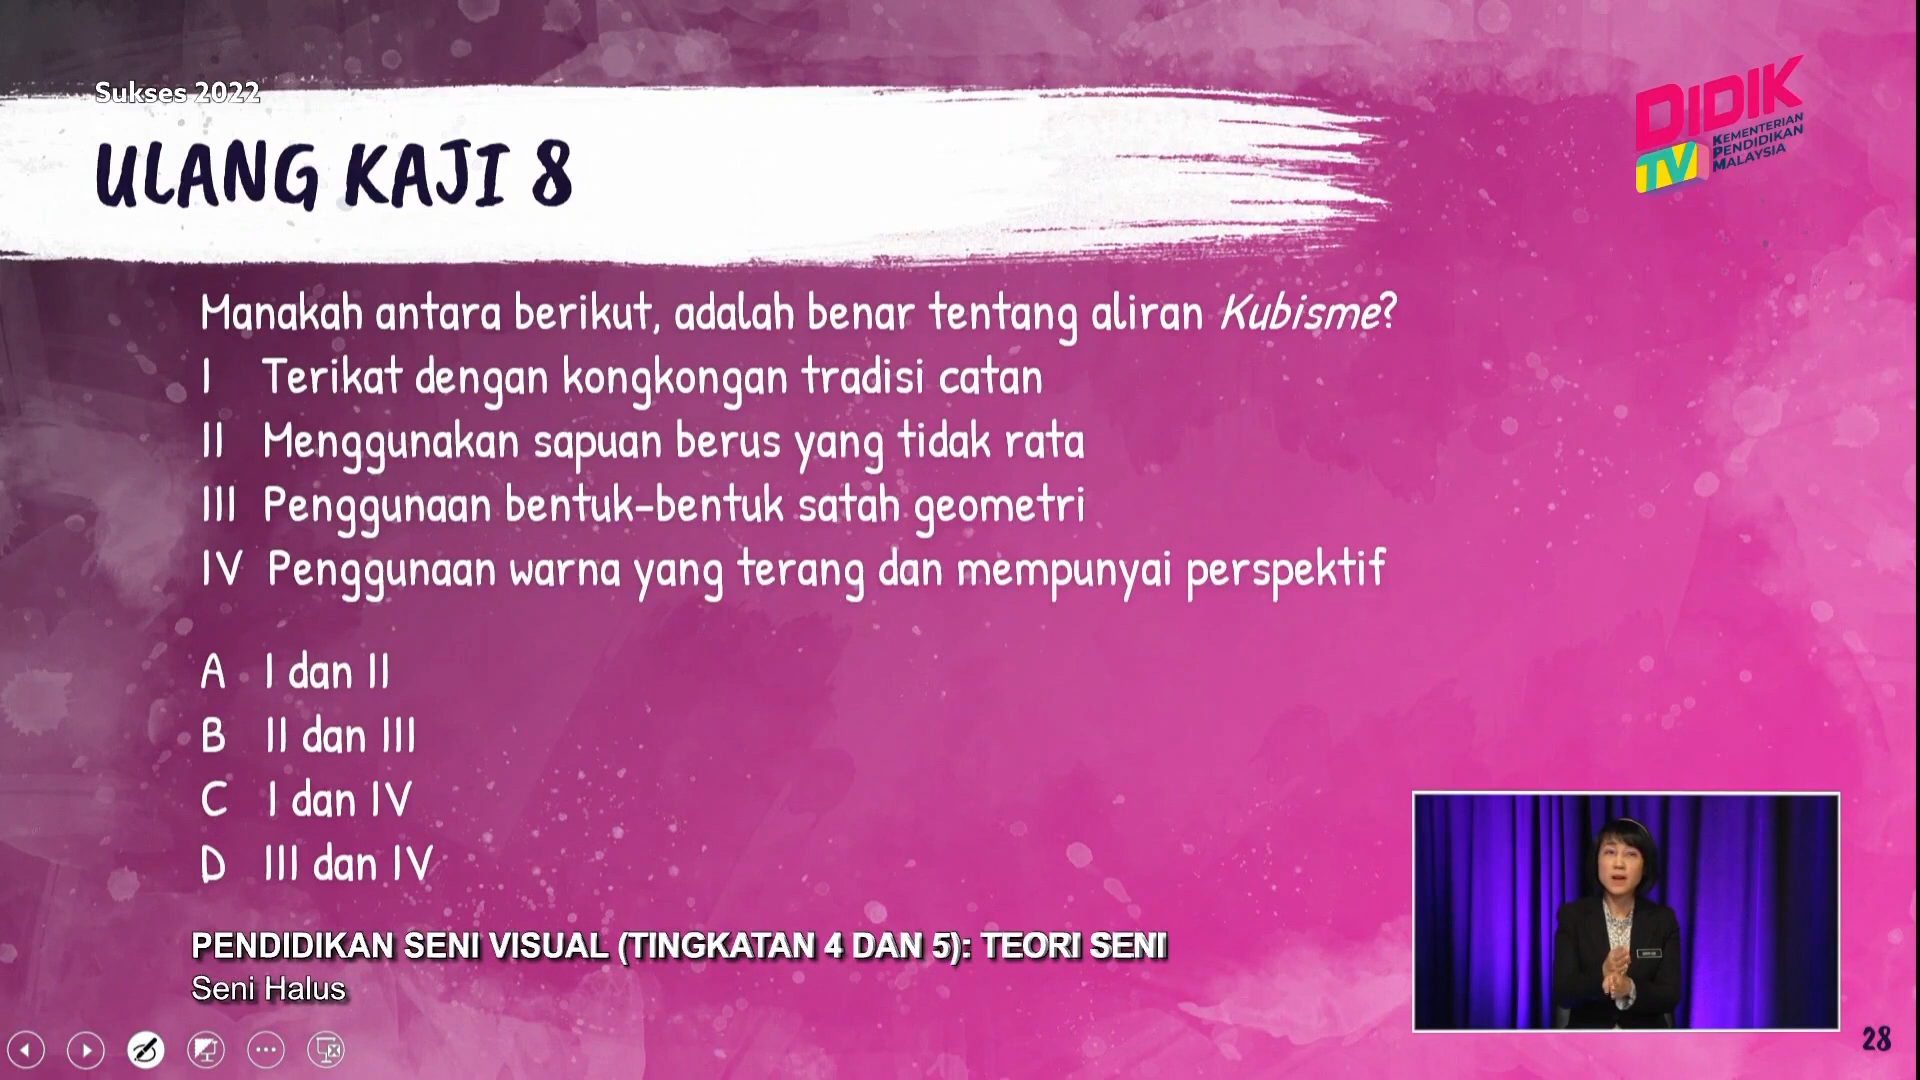 Sukses 2022
ULANG KAJI 8
DIDIK
TV
KEMENTERIAN
PENDIDIKAN
MALAYSIA
Manakah antara berikut, adalah benar tentang aliran Kubisme?
I Terikat dengan kongkongan tradisi catan
II Menggunakan sapuan berus yang tidak rata
III Penggunaan bentuk-bentuk satah geometri
IV Penggunaan warna yang terang dan mempunyai perspektif
A I dan II
B II dan III
C I dan IV
D III dan IV
PENDIDIKAN SENI VISUAL (TINGKATAN 4 DAN 5): TEORI SENI
Seni Halus
28